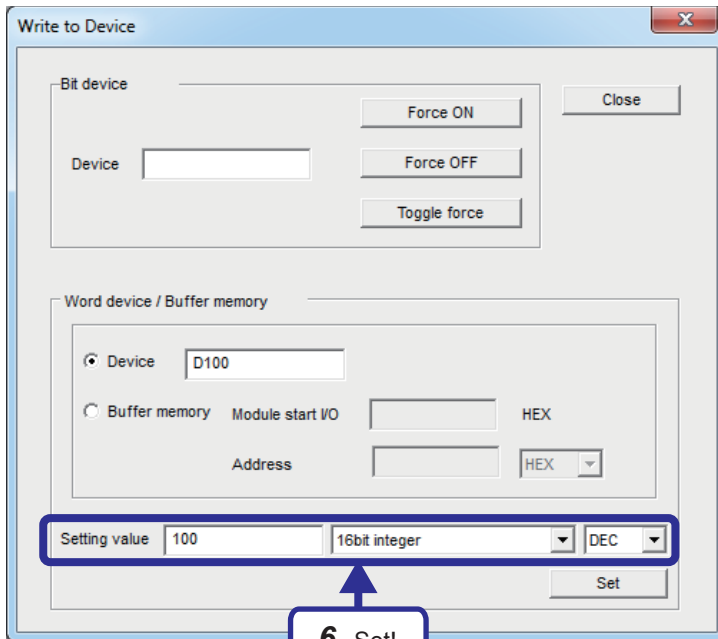 Write to Device
Bit device
Close
Force ON
Device
Force OFF
Toggle force
Word device / Buffer memory
Device D100
Buffer memory Module start I/O HEX
Address HEX
Setting value 100 16bit integer DEC
Set
6 Set!